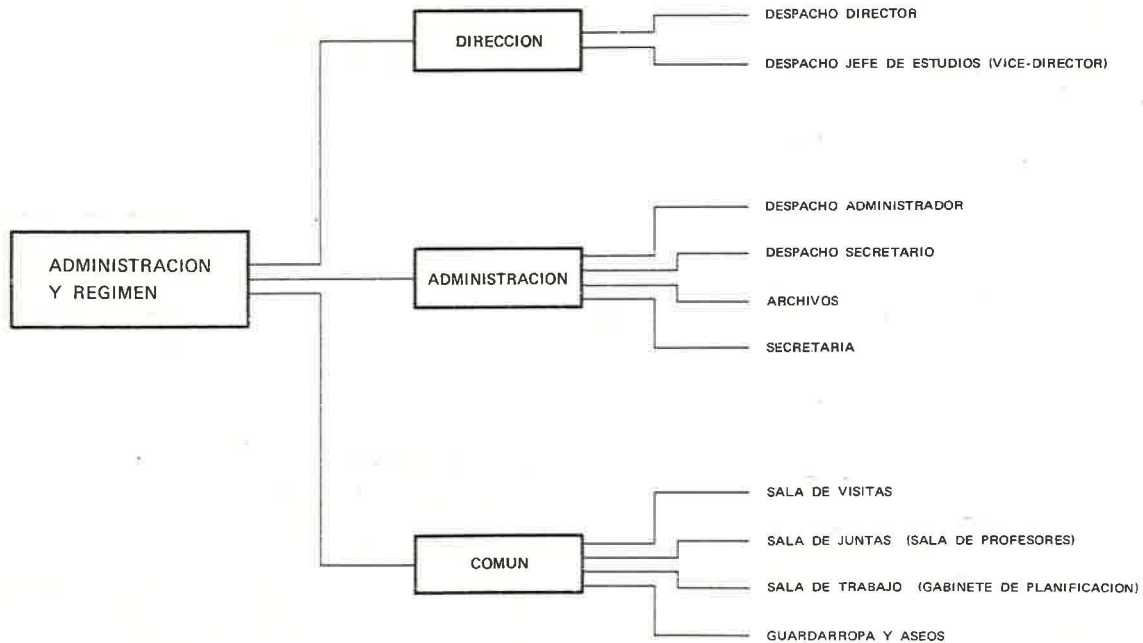 DIRECCION
DESPACHO DIRECTOR
DESPACHO JEFE DE ESTUDIOS (VICE-DIRECTOR)
ADMINISTRACION
Y REGIMEN
ADMINISTRACION
DESPACHO ADMINISTRADOR
DESPACHO SECRETARIO
ARCHIVOS
SECRETARIA
COMUN
SALA DE VISITAS
SALA DE JUNTAS (SALA DE PROFESORES)
SALA DE TRABAJO (GABINETE DE PLANIFICACION)
GUARDARROPA Y ASEOS